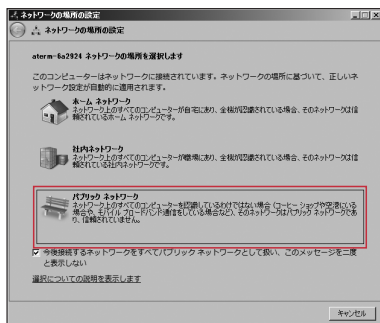 ネットワークの場所の設定
ネットワークの場所の設定
aterm-6a2924 ネットワークの場所を選択します
このコンピューターはネットワークに接続されています。ネットワークの場所に基づいて、正しいネ
ットワーク設定が自動的に適用されます。
ホーム ネットワーク
ネットワーク上のすべてのコンピューターが自宅にあり、全機が認識されている場合、そのネットワークは信
頼されているホーム ネットワークです。
社内ネットワーク
ネットワーク上のすべてのコンピューターが職場にあり、全機が認識されている場合、そのネットワークは信
頼されている社内ネットワークです。
パブリック ネットワーク
ネットワーク上のすべてのコンピューターを認識しているわけではない場合 (コーヒー ショップや空港にいる
場合や、モバイル ブロードバンド通信をしている場合など)、そのネットワークはパブリック ネットワークであ
り、信頼されていません。
今後接続するネットワークをすべてパブリック ネットワークとして扱い、このメッセージを二度
と表示しない
選択についての説明を表示します
キャンセル